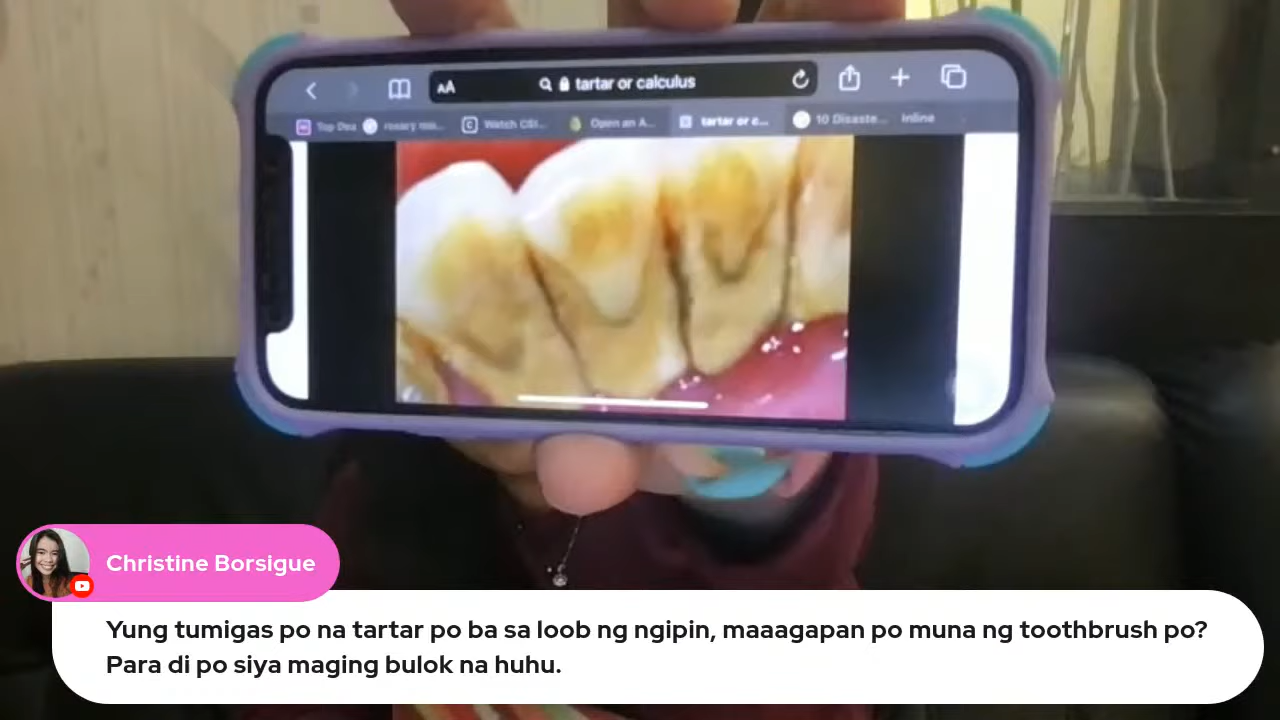 AA tartar or calculus
Top Dea rosary Watch CSI... Open an A... tartar or c... 10 Disaste... Inline
Christine Borsigue
Yung tumigas po na tartar po ba sa loob ng ngipin, maaagapan po muna ng toothbrush po?
Para di po siya maging bulok na huhu.